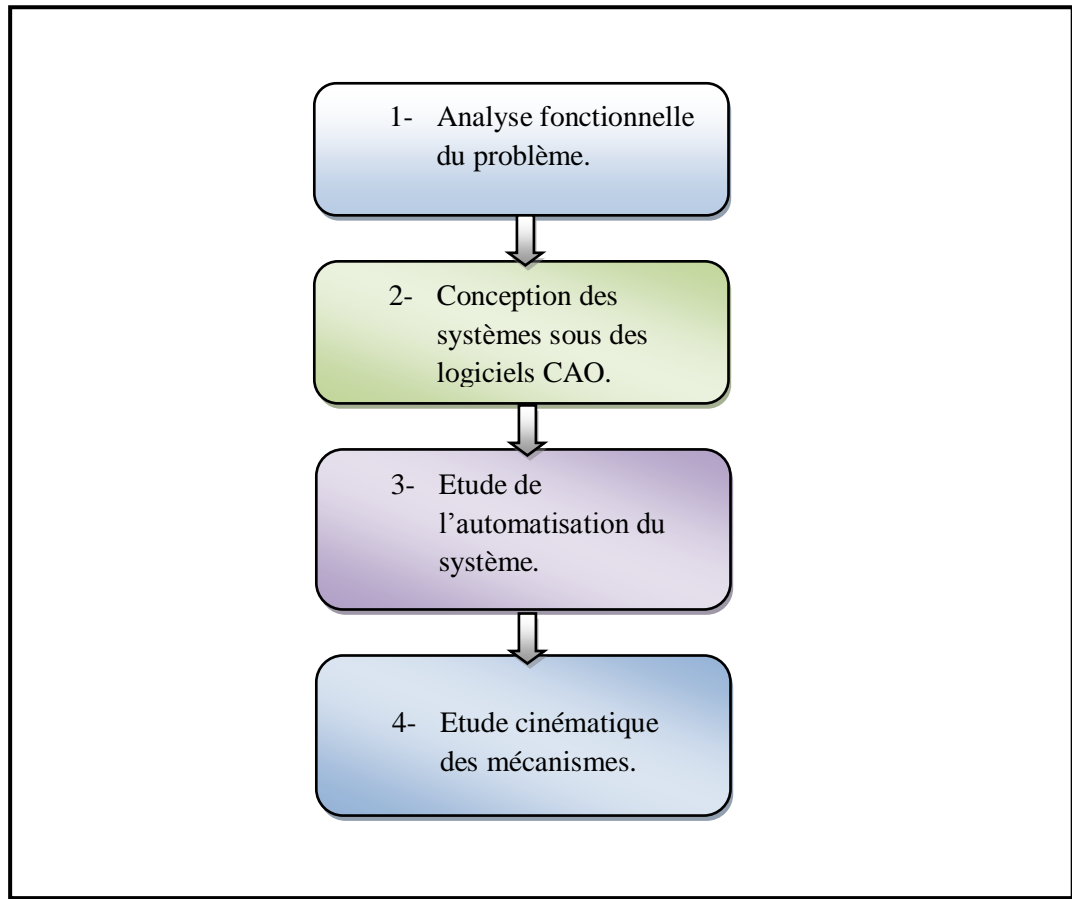 1- Analyse fonctionnelle
du problème.
2- Conception des
systèmes sous des
logiciels CAO.
3- Etude de
l’automatisation du
système.
4- Etude cinématique
des mécanismes.